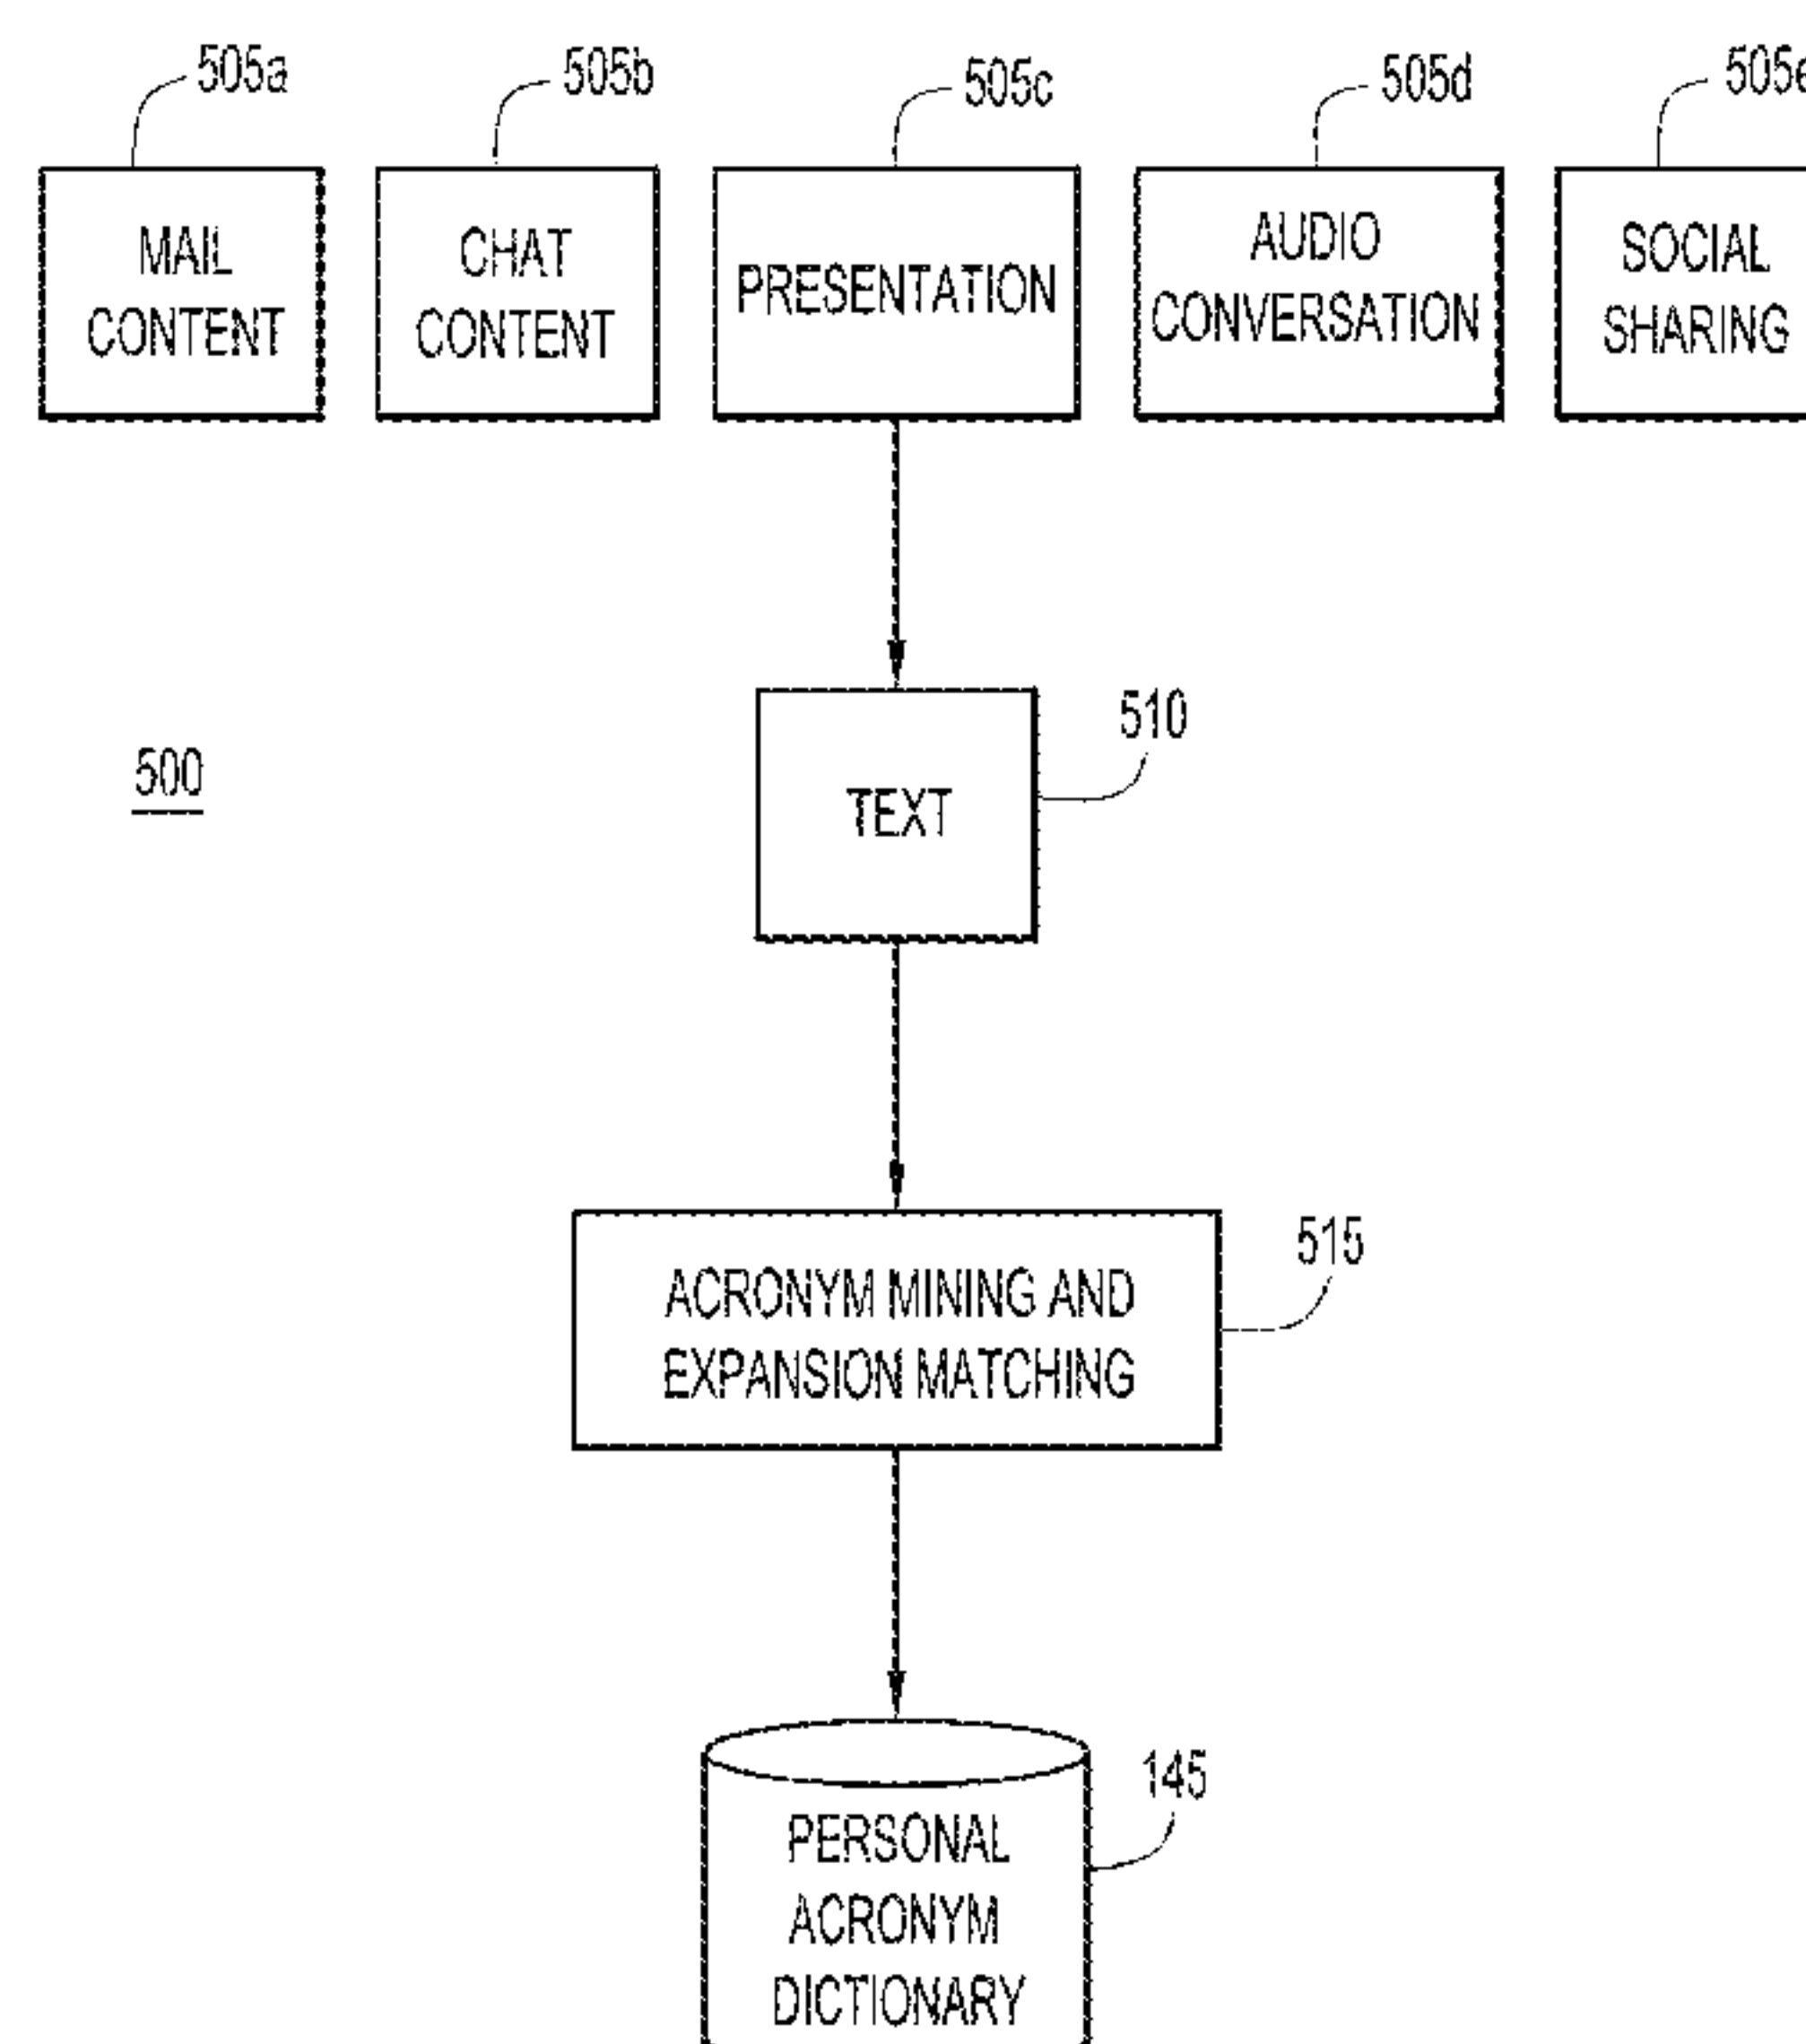 505a 505b 505c 505d 505e
MAIL
CONTENT
CHAT
CONTENT
PRESENTATION
AUDIO
CONVERSATION
SOCIAL
SHARING
510
500
TEXT
515
ACRONYM MINING AND
EXPANSION MATCHING
145
PERSONAL
ACRONYM
DICTIONARY